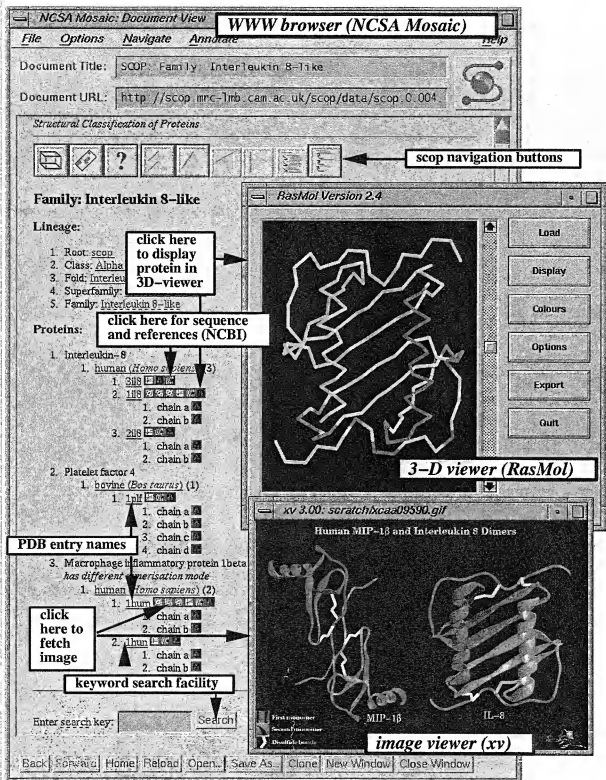 NCSA Mosaic: Document View
WWW browser (NCSA Mosaic)
File Options Navigate Annotate Help
Document Title: SCOP: Family: Interleukin 8-like
Document URL: http://scop.mrc-lmb.cam.ac.uk/scop/data/scop.0.004.
Structural Classification of Proteins
?
scop navigation buttons
Family: Interleukin 8-like
Lineage:
1. Root: scop
2. Class: Alpha
3. Fold: Interleu
4. Superfamily:
5. Family: Interleukin 8-like
click here
to display
protein in
3D-viewer
click here for sequence
and references (NCBI)
Proteins:
1. Interleukin-8
1. human (Homo sapiens) (3)
1. 3il8
2. 1il8
1. chain a
2. chain b
3. 2il8
1. chain a
2. chain b
2. Platelet factor 4
1. bovine (Bos taurus) (1)
1. 1plf
1. chain a
2. chain b
3. chain c
4. chain d
PDB entry names
3. Macrophage inflammatory protein 1beta
has different dimerisation mode
1. human (Homo sapiens) (2)
1. 1hum
chain a
2. chain b
2. 1hun
1. chain a
2. chain b
click
here to
fetch
image
keyword search facility
Enter search key: Search
Back Forward Home Reload Open... Save As... Clone New Window Close Window
RasMol Version 2.4
Load
Display
Colours
Options
Export
Quit
3-D viewer (RasMol)
xv 3.00: scratch/xcaa09590.gif
Human MIP-1β and Interleukin 8 Dimers
First monomer
Second monomer
Disulfide bonds
MIP-1β
IL-8
image viewer (xv)